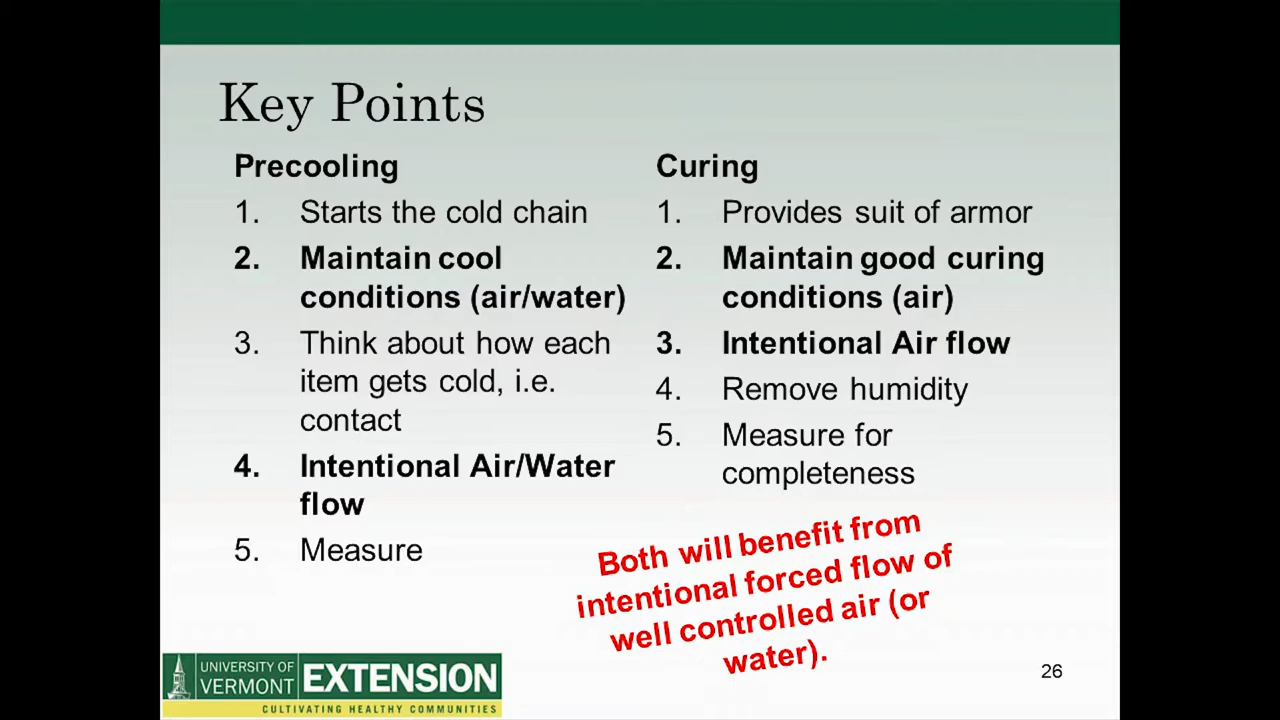 Key Points
Precooling
1. Starts the cold chain
2. Maintain cool
conditions (air/water)
3. Think about how each
item gets cold, i.e.
contact
4. Intentional Air/Water
flow
5. Measure
Curing
1. Provides suit of armor
2. Maintain good curing
conditions (air)
3. Intentional Air flow
4. Remove humidity
5. Measure for
completeness
Both will benefit from
intentional forced flow of
well controlled air (or
water).
UNIVERSITY OF
VERMONT
EXTENSION
CULTIVATING HEALTHY COMMUNITIES
26